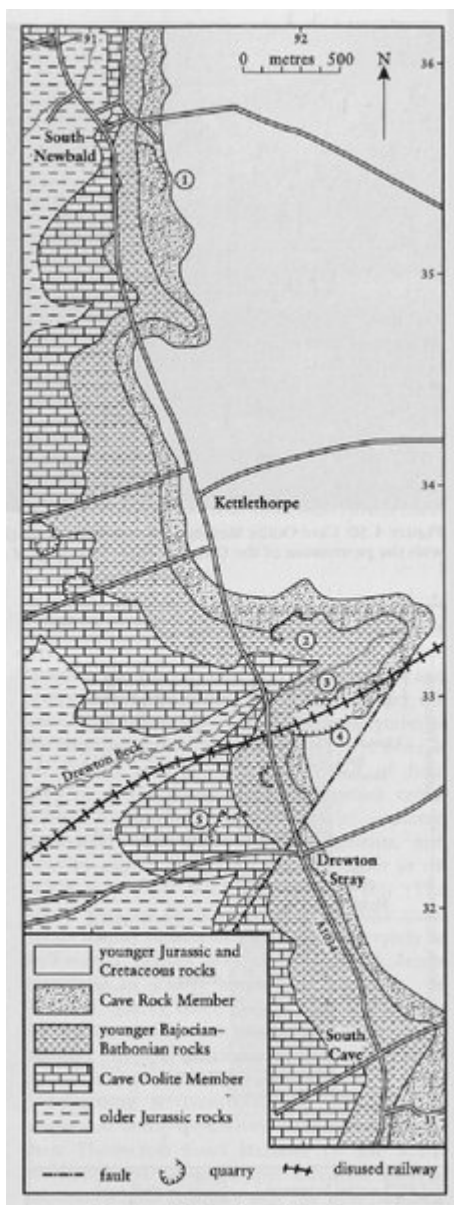 91
92
0 metres 500
N
36
South
Newbald
1
35
34
Kettlethorpe
2
3
33
4
Drewton Beck
5
Drewton
Stray
32
A1034
younger Jurassic and
Cretaceous rocks
Cave Rock Member
younger Bajocian–
Bathonian rocks
Cave Oolite Member
older Jurassic rocks
South
Cave
31
fault quarry disused railway